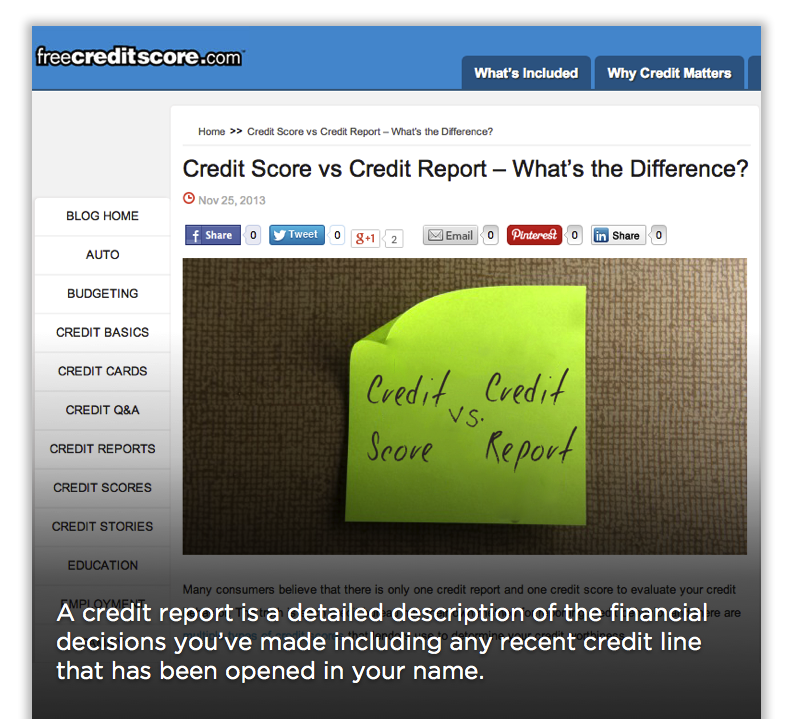 freecreditscore.com
What's Included
Why Credit Matters
Home >> Credit Score vs Credit Report – What's the Difference?
Credit Score vs Credit Report – What's the Difference?
Nov 25, 2013
Share 0
Tweet 0
g+1 2
Email 0
Pinterest 0
in Share 0
BLOG HOME
AUTO
BUDGETING
CREDIT BASICS
CREDIT CARDS
CREDIT Q&A
CREDIT REPORTS
CREDIT SCORES
CREDIT STORIES
EDUCATION
EMPLOYMENT
Credit vs. Credit
Score Report
Many consumers believe that there is only one credit report and one credit score to evaluate your credit
A credit report is a detailed description of the financial
decisions you've made including any recent credit line
that has been opened in your name.